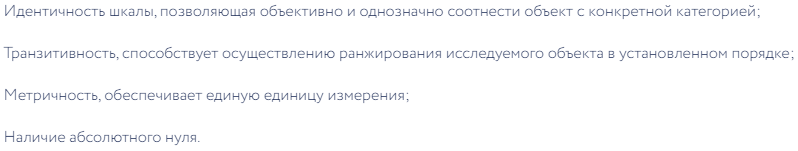 Идентичность шкалы, позволяющая объективно и однозначно соотнести объект с конкретной категорией;
Транзитивность, способствует осуществлению ранжирования исследуемого объекта в установленном порядке;
Метричность, обеспечивает единую единицу измерения;
Наличие абсолютного нуля.